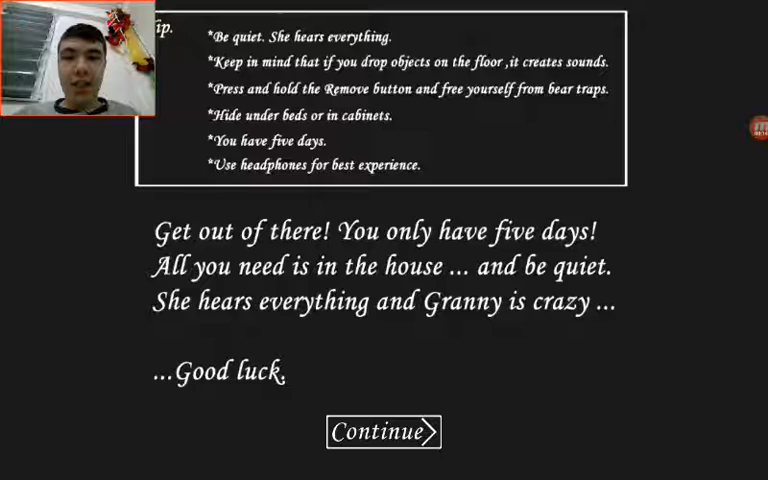 ip.
*Be quiet. She hears everything.
*Keep in mind that if you drop objects on the floor ,it creates sounds.
*Press and hold the Remove button and free yourself from bear traps.
*Hide under beds or in cabinets.
*You have five days.
*Use headphones for best experience.
Get out of there! You only have five days!
All you need is in the house ... and be quiet.
She hears everything and Granny is crazy ...
...Good luck.
Continue